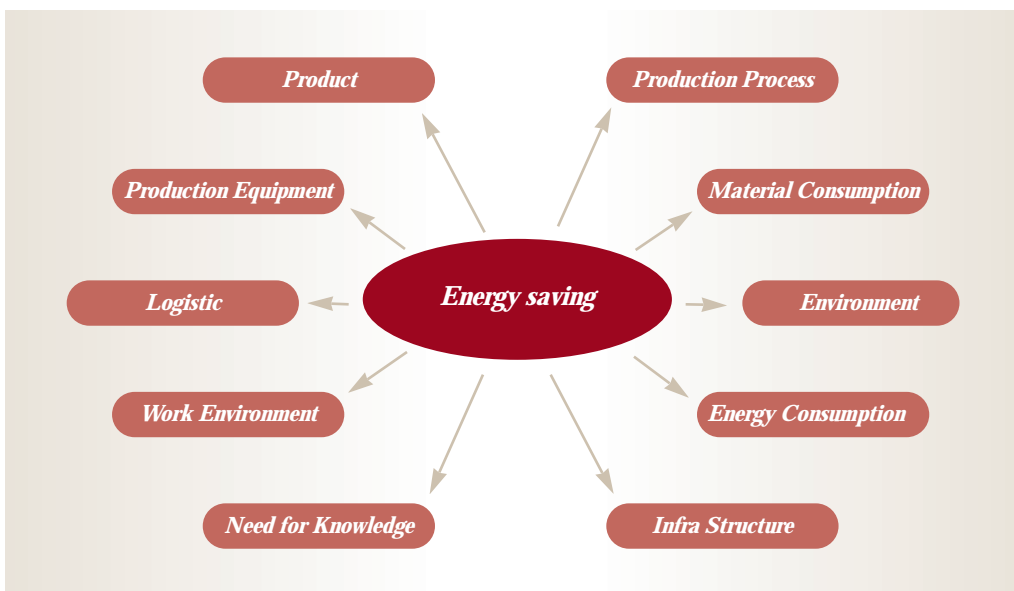 Product
Production Process
Production Equipment
Material Consumption
Energy saving
Logistic
Environment
Work Environment
Energy Consumption
Need for Knowledge
Infra Structure